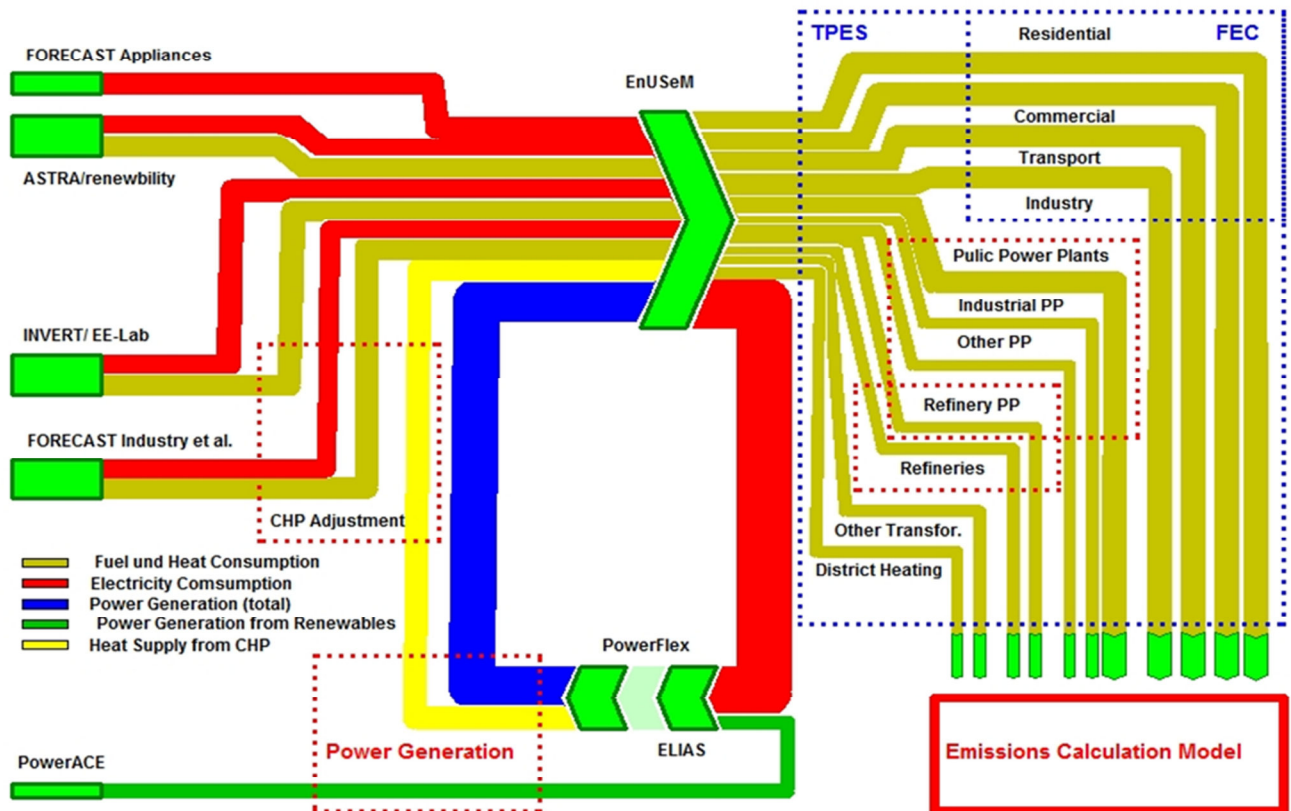 TPES
Residential
FEC
FORECAST Appliances
EnUSeM
Commercial
Transport
ASTRA/renewbility
Industry
Pulic Power Plants
Industrial PP
INVERT/ EE-Lab
Other PP
Refinery PP
FORECAST Industry et al.
Refineries
CHP Adjustment
Other Transfor.
District Heating
Fuel und Heat Consumption
Electricity Comsumption
Power Generation (total)
Power Generation from Renewables
Heat Supply from CHP
PowerFlex
Power Generation
ELIAS
Emissions Calculation Model
PowerACE